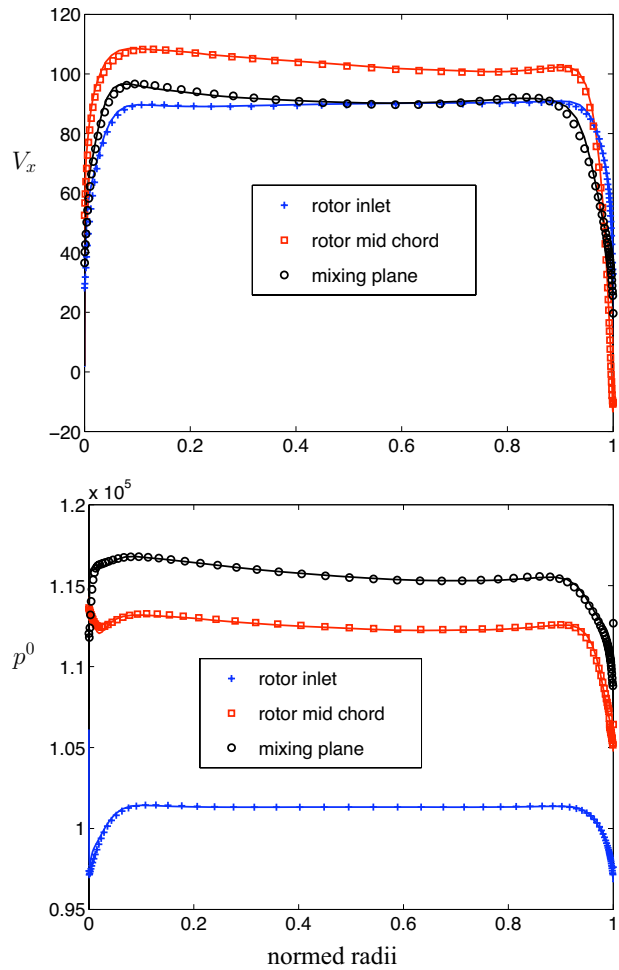 120
100
80
60
40
20
0
−20
V_x
rotor inlet
rotor mid chord
mixing plane
0 0.2 0.4 0.6 0.8 1
x 10^5
1.2
1.15
1.1
1.05
1
0.95
p^0
rotor inlet
rotor mid chord
mixing plane
0 0.2 0.4 0.6 0.8 1
normed radii